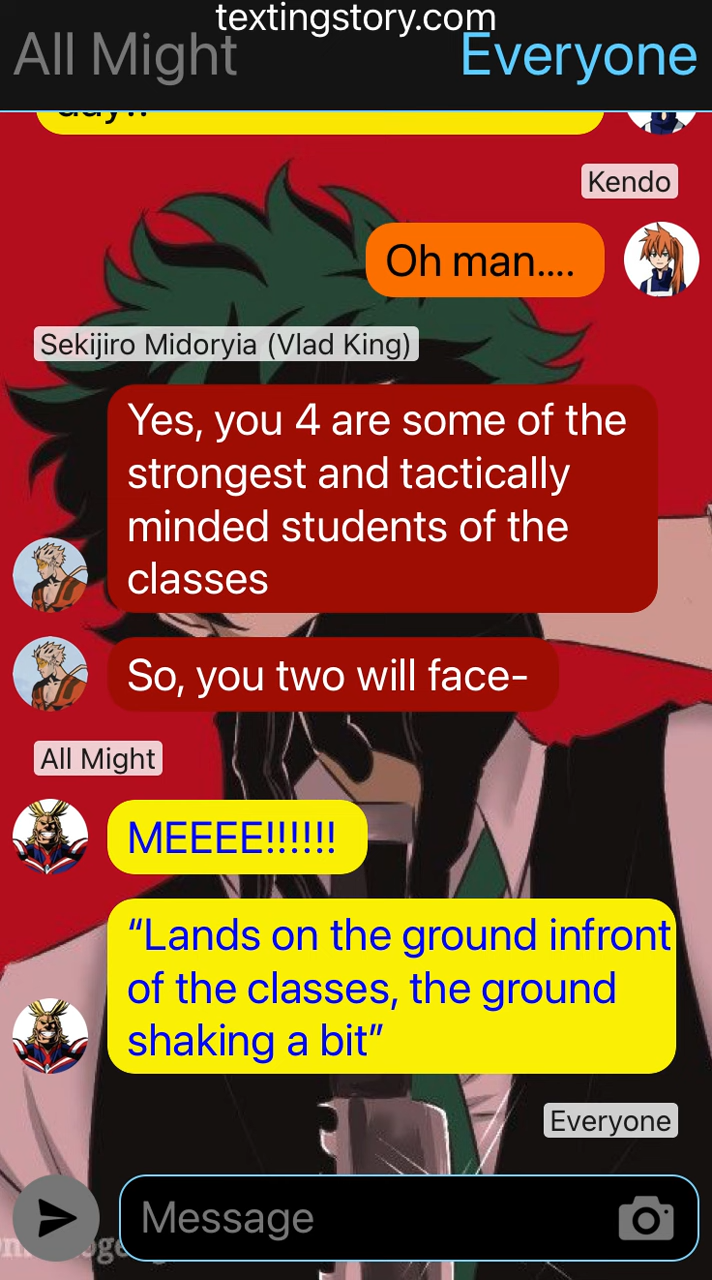 textingstory.com
All Might
Everyone
Kendo
Oh man....
Sekijiro Midoryia (Vlad King)
Yes, you 4 are some of the
strongest and tactically
minded students of the
classes
So, you two will face-
All Might
MEEEE!!!!!!
“Lands on the ground infront
of the classes, the ground
shaking a bit”
Everyone
Message